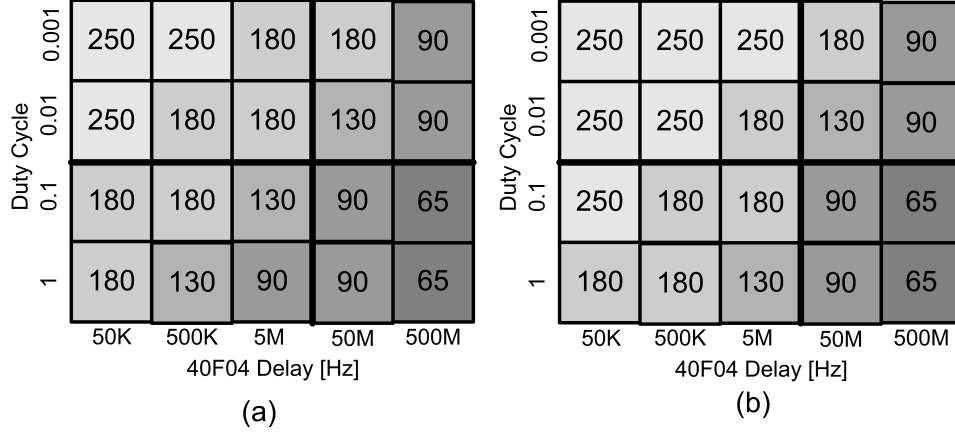 Duty Cycle
0.001 250 250 180 180 90
0.01 250 180 180 130 90
0.1 180 180 130 90 65
1 180 130 90 90 65
50K 500K 5M 50M 500M
40F04 Delay [Hz]
(a)
Duty Cycle
0.001 250 250 250 180 90
0.01 250 250 180 130 90
0.1 250 180 180 90 65
1 180 180 130 90 65
50K 500K 5M 50M 500M
40F04 Delay [Hz]
(b)